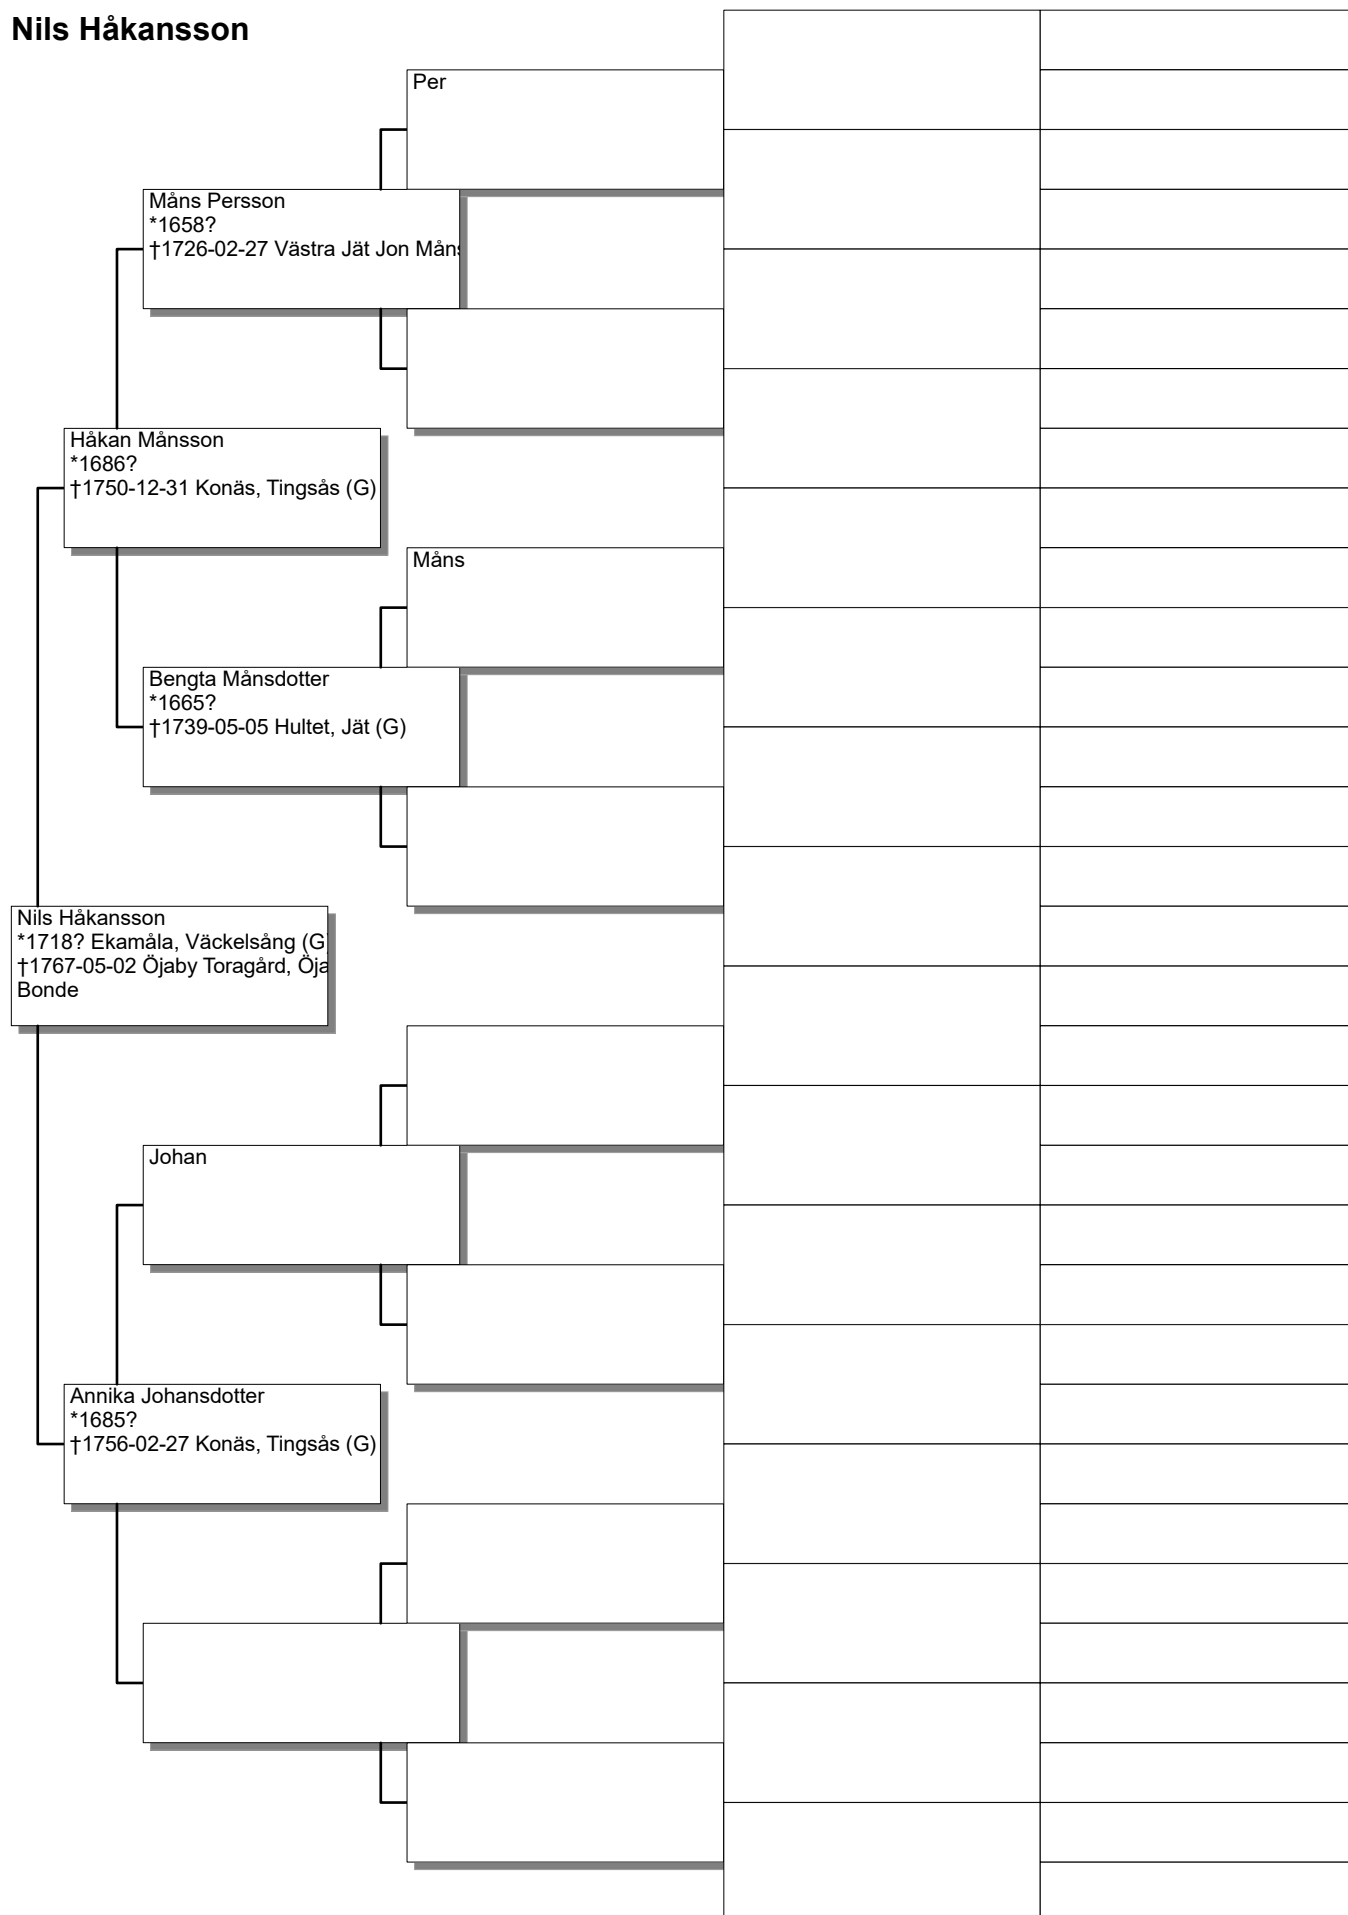 Nils Håkansson
Per
Måns Persson
*1658?
†1726-02-27 Västra Jät Jon Måns
Håkan Månsson
*1686?
†1750-12-31 Konäs, Tingsås (G)
Måns
Bengta Månsdotter
*1665?
†1739-05-05 Hultet, Jät (G)
Nils Håkansson
*1718? Ekamåla, Väckelsång (G)
†1767-05-02 Öjaby Toragård, Öja
Bonde
Johan
Annika Johansdotter
*1685?
†1756-02-27 Konäs, Tingsås (G)